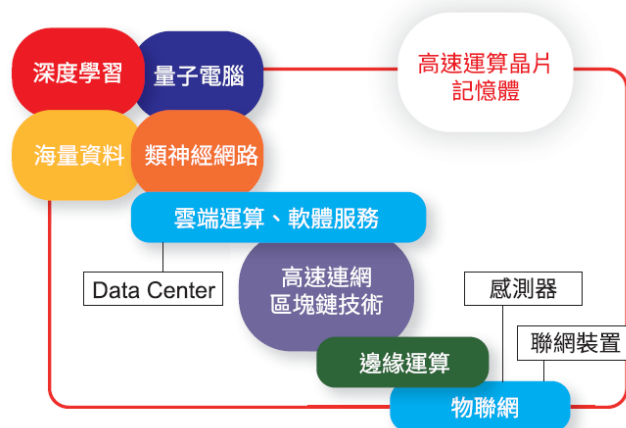 深度學習
量子電腦
高速運算晶片
記憶體
海量資料
類神經網路
雲端運算、軟體服務
Data Center
高速連網
區塊鏈技術
感測器
聯網裝置
邊緣運算
物聯網